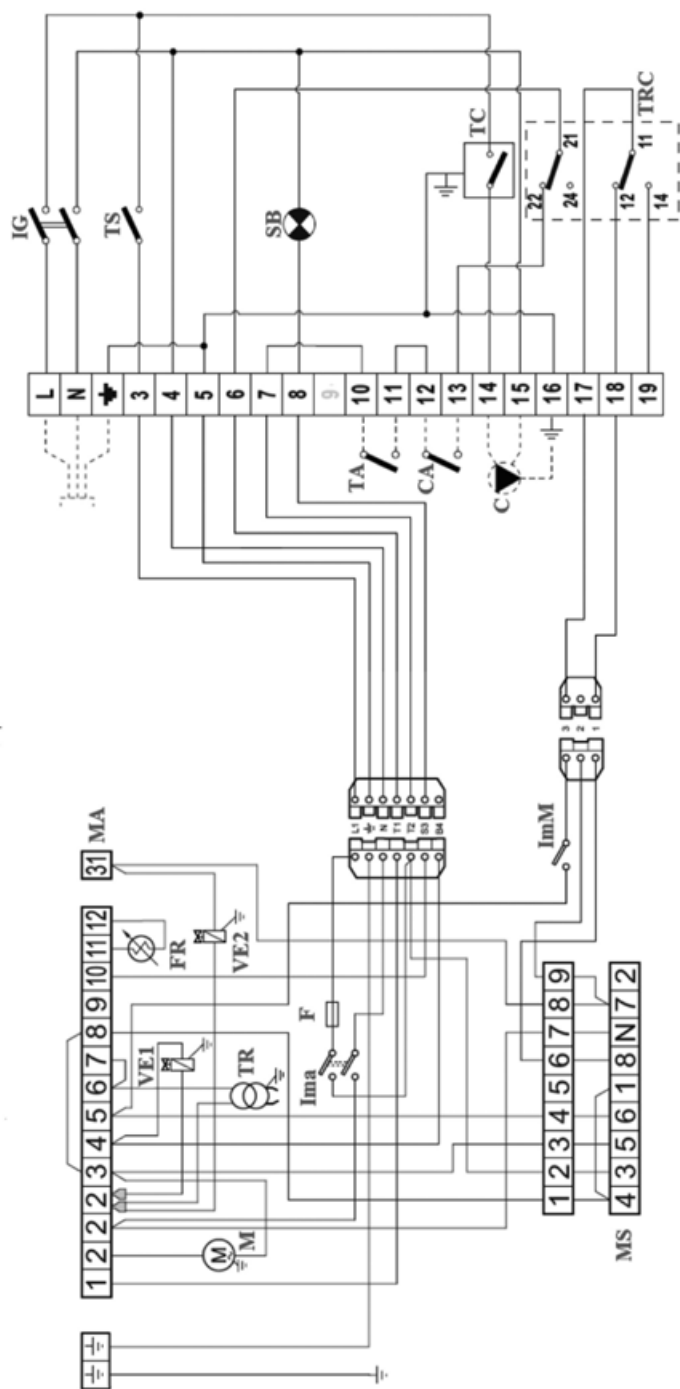 IG
TS
SB
TC
TRC
21
22
24
11
12
14
L
N
3
4
5
6
7
8
9
10
11
12
13
14
15
16
17
18
19
TA
CA
C
L1
N
T1
T2
S3
B4
3
2
1
MA
31
12
11
10
9
8
7
6
5
4
3
2
2
2
1
FR
VE2
VE1
TR
M
M
F
Ima
ImM
1 2 3 4 5 6 7 8 9
4 3 5 6 1 8 N 7 2
MS